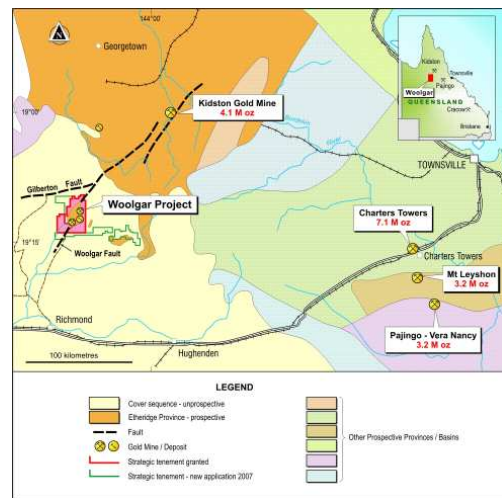 144°00'
Georgetown
Kidston
Townsville
Pajingo
Woolgar
QUEENSLAND
Cracow
Brisbane
19°00'
Kidston Gold Mine
4.1 M oz
River
TOWNSVILLE
Gilberton Fault
Woolgar Project
19°15'
Woolgar Fault
Charters Towers
7.1 M oz
Charters Towers
Mt Leyshon
3.2 M oz
Pajingo - Vera Nancy
3.2 M oz
Richmond
Hughenden
100 kilometres
LEGEND
Cover sequence - unprospective
Etheridge Province - prospective
Fault
Gold Mine / Deposit
Strategic tenement granted
Strategic tenement - new application 2007
Other Prospective Provinces / Basins